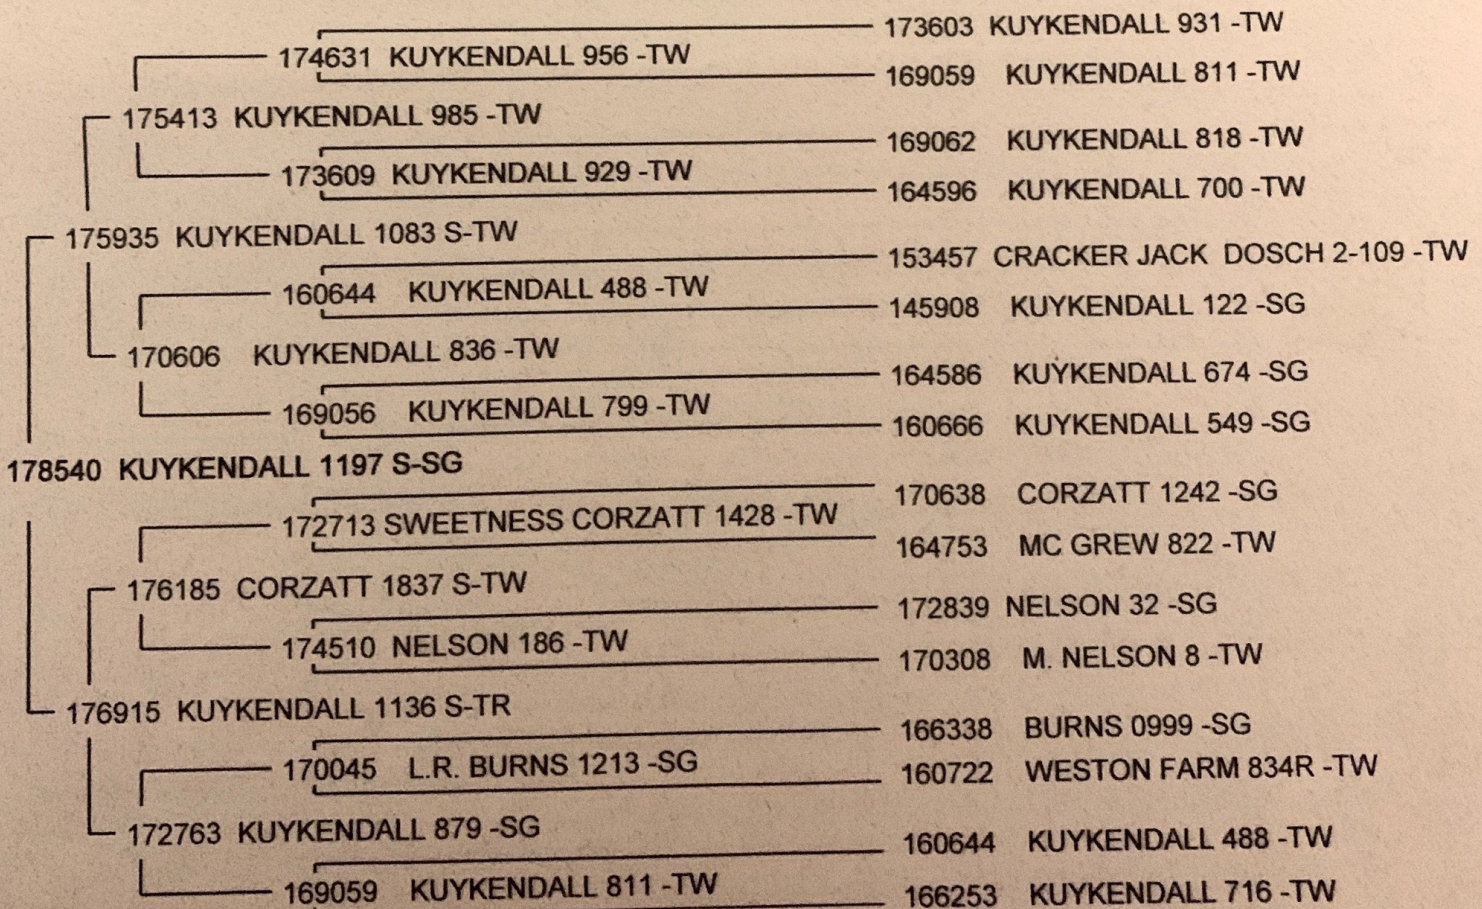 173603 KUYKENDALL 931 -TW
174631 KUYKENDALL 956 -TW
169059 KUYKENDALL 811 -TW
175413 KUYKENDALL 985 -TW
169062 KUYKENDALL 818 -TW
173609 KUYKENDALL 929 -TW
164596 KUYKENDALL 700 -TW
175935 KUYKENDALL 1083 S-TW
153457 CRACKER JACK DOSCH 2-109 -TW
160644 KUYKENDALL 488 -TW
145908 KUYKENDALL 122 -SG
170606 KUYKENDALL 836 -TW
164586 KUYKENDALL 674 -SG
169056 KUYKENDALL 799 -TW
160666 KUYKENDALL 549 -SG
178540 KUYKENDALL 1197 S-SG
170638 CORZATT 1242 -SG
172713 SWEETNESS CORZATT 1428 -TW
164753 MC GREW 822 -TW
176185 CORZATT 1837 S-TW
172839 NELSON 32 -SG
174510 NELSON 186 -TW
170308 M. NELSON 8 -TW
176915 KUYKENDALL 1136 S-TR
166338 BURNS 0999 -SG
170045 L.R. BURNS 1213 -SG
160722 WESTON FARM 834R -TW
172763 KUYKENDALL 879 -SG
160644 KUYKENDALL 488 -TW
169059 KUYKENDALL 811 -TW
166253 KUYKENDALL 716 -TW